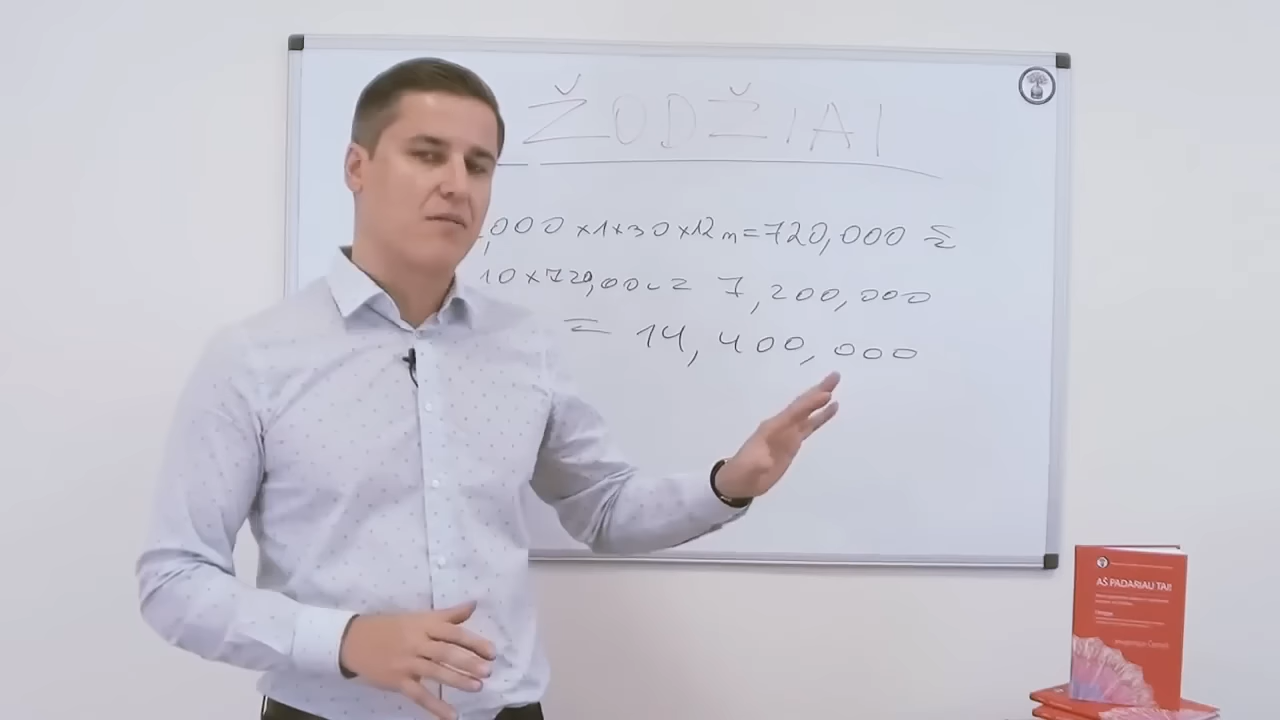 ŽODŽIAI
,000 x1x30x12m=720,000 Σ
10x720,000= 7,200,000
= 14,400,000
AŠ PADARIAU TAI!